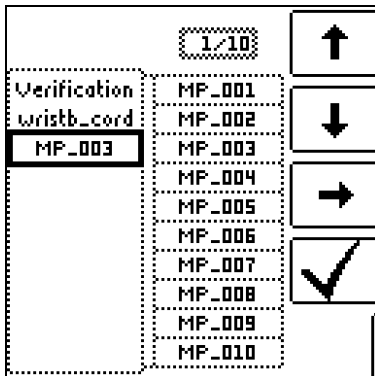 1/10
Verification
wristb_cord
MP_003
MP_001
MP_002
MP_003
MP_004
MP_005
MP_006
MP_007
MP_008
MP_009
MP_010